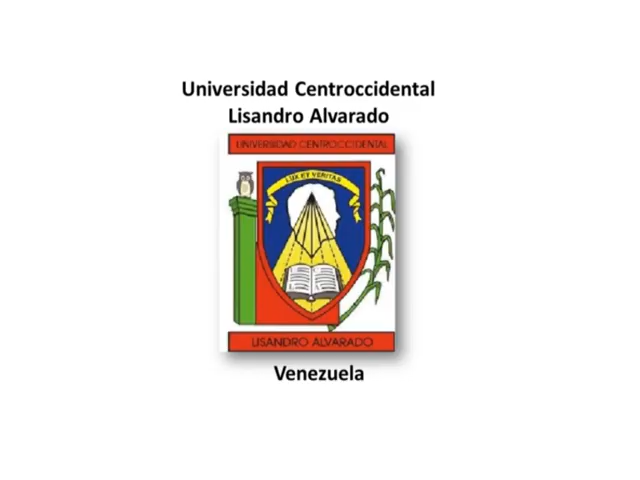 Universidad Centroccidental
Lisandro Alvarado
UNIVERSIDAD CENTROCCIDENTAL
LUX ET VERITAS
LISANDRO ALVARADO
Venezuela